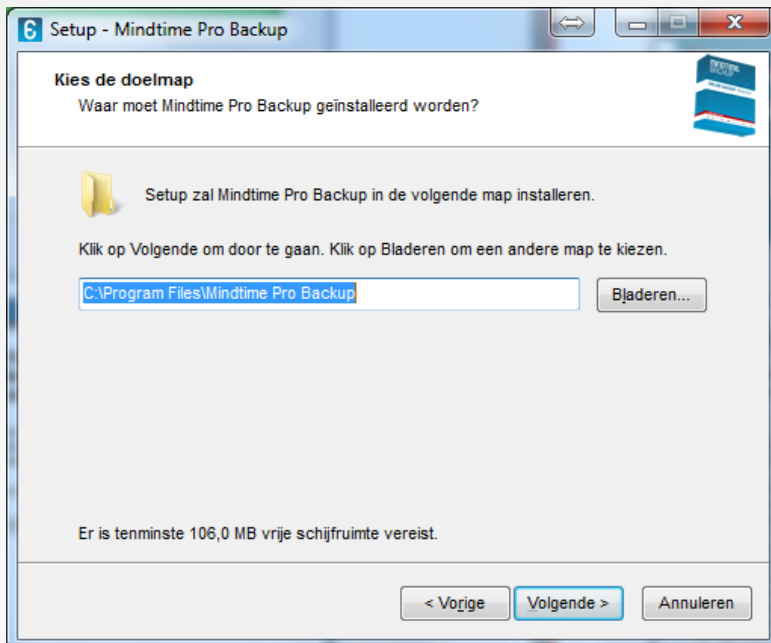 Setup - Mindtime Pro Backup
Kies de doelmap
Waar moet Mindtime Pro Backup geïnstalleerd worden?
MINDTIME
BACKUP
Setup zal Mindtime Pro Backup in de volgende map installeren.
Klik op Volgende om door te gaan. Klik op Bladeren om een andere map te kiezen.
C:\Program Files\Mindtime Pro Backup
Bladeren...
Er is tenminste 106,0 MB vrije schijfruimte vereist.
< Vorige
Volgende >
Annuleren